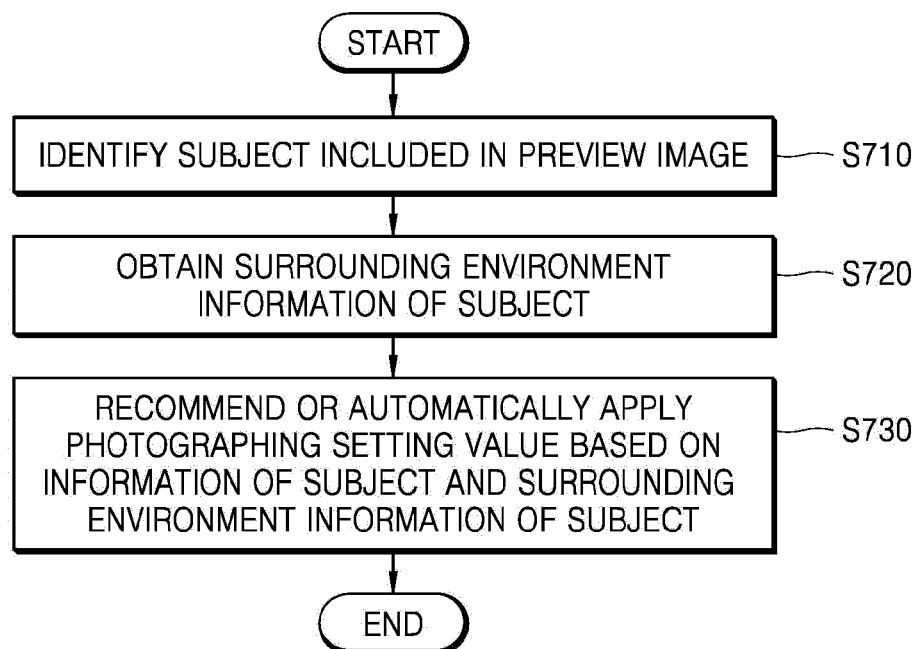 START
IDENTIFY SUBJECT INCLUDED IN PREVIEW IMAGE
S710
OBTAIN SURROUNDING ENVIRONMENT
INFORMATION OF SUBJECT
S720
RECOMMEND OR AUTOMATICALLY APPLY
PHOTOGRAPHING SETTING VALUE BASED ON
INFORMATION OF SUBJECT AND SURROUNDING
ENVIRONMENT INFORMATION OF SUBJECT
S730
END